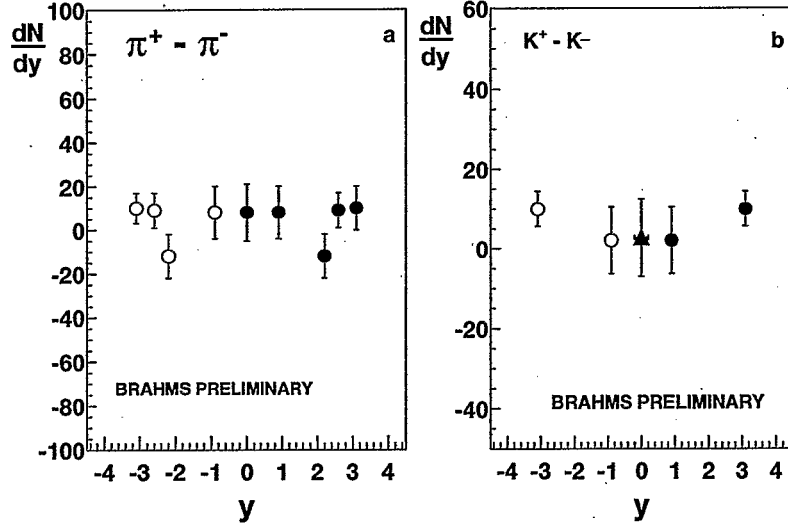 dN
dy
π⁺ - π⁻
a
100
80
60
40
20
0
-20
-40
-60
-80
-100
BRAHMS PRELIMINARY
-4 -3 -2 -1 0 1 2 3 4
y
dN
dy
K⁺ - K⁻
b
60
40
20
0
-20
-40
BRAHMS PRELIMINARY
-4 -3 -2 -1 0 1 2 3 4
y